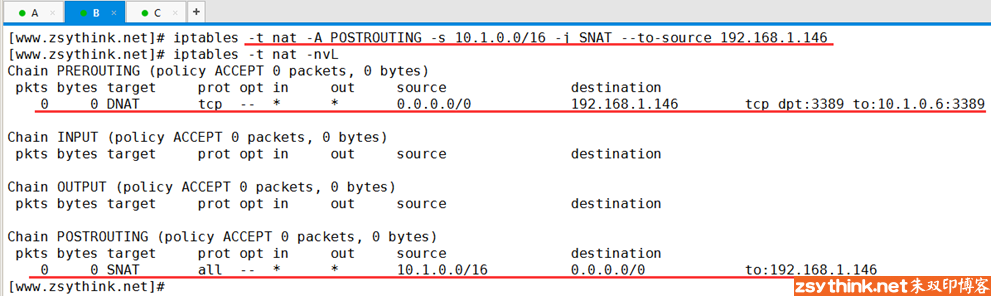 A B C +
[www.zsythink.net]# iptables -t nat -A POSTROUTING -s 10.1.0.0/16 -j SNAT --to-source 192.168.1.146
[www.zsythink.net]# iptables -t nat -nvL
Chain PREROUTING (policy ACCEPT 0 packets, 0 bytes)
pkts bytes target prot opt in out source destination
0 0 DNAT tcp -- * * 0.0.0.0/0 192.168.1.146 tcp dpt:3389 to:10.1.0.6:3389
Chain INPUT (policy ACCEPT 0 packets, 0 bytes)
pkts bytes target prot opt in out source destination
Chain OUTPUT (policy ACCEPT 0 packets, 0 bytes)
pkts bytes target prot opt in out source destination
Chain POSTROUTING (policy ACCEPT 0 packets, 0 bytes)
pkts bytes target prot opt in out source destination
0 0 SNAT all -- * * 10.1.0.0/16 0.0.0.0/0 to:192.168.1.146
[www.zsythink.net]#
zsythink.net朱双印博客